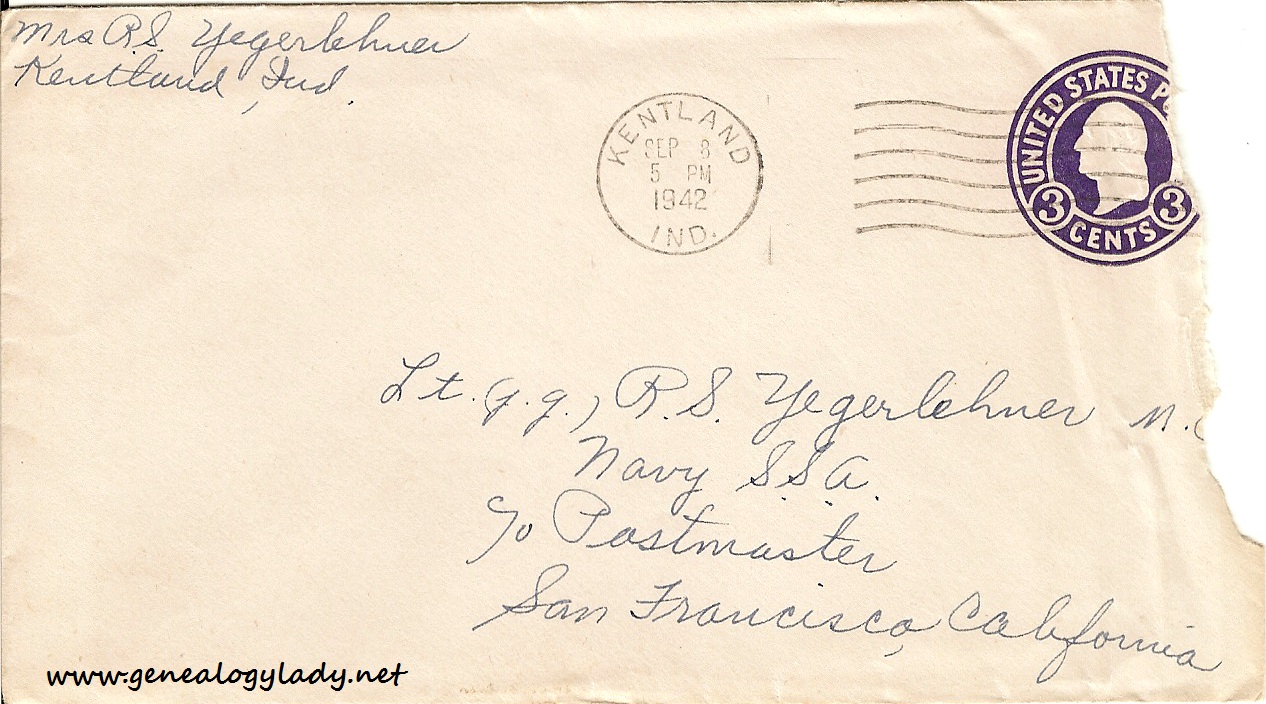 Mrs R.S. Yegerlehner
Kentland, Ind.
KENTLAND
SEP 8
5 PM
1942
IND.
UNITED STATES P
3 CENTS 3
Lt. (j.g.) R.S. Yegerlehner M.C
Navy S.S.A.
c/o Postmaster
San Francisco, California
www.genealogylady.net